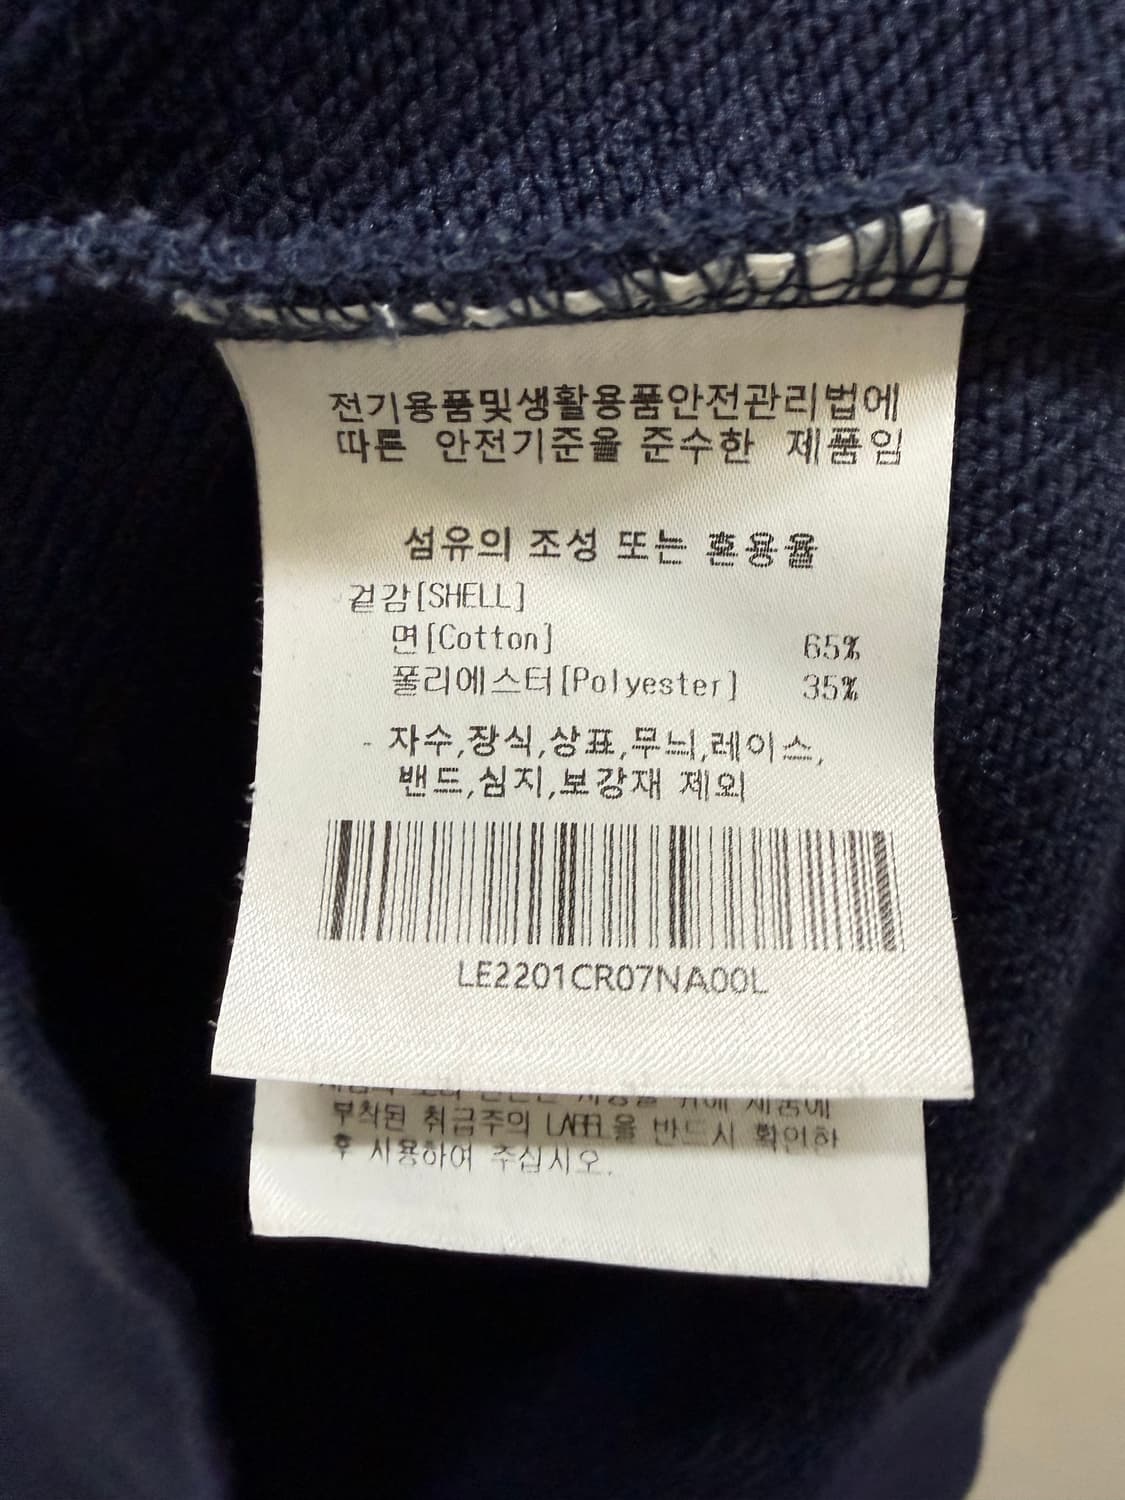 전기용품및생활용품안전관리법에
따른 안전기준을 준수한 제품임
섬유의 조성 또는 혼용율
겉감[SHELL]
면[Cotton] 65%
폴리에스터[Polyester] 35%
- 자수,장식,상표,무늬,레이스,
밴드,심지,보강재 제외
LE2201CR07NA00L
부착된 취급주의 LABEL을 반드시 확인한
후 사용하여 주십시오.